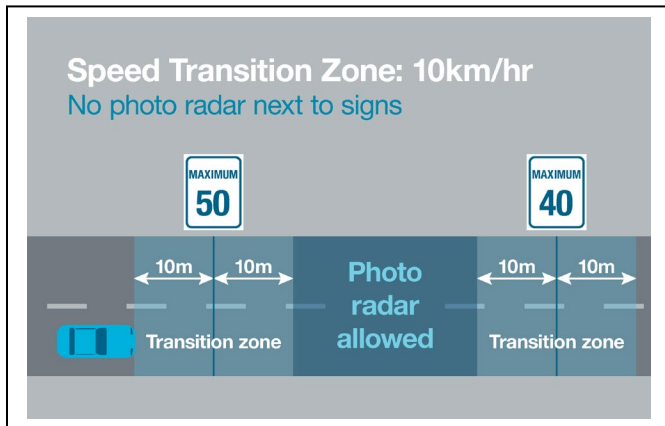 Speed Transition Zone: 10km/hr
No photo radar next to signs
MAXIMUM
50
MAXIMUM
40
10m
10m
Photo
radar
allowed
10m
10m
Transition zone
Transition zone